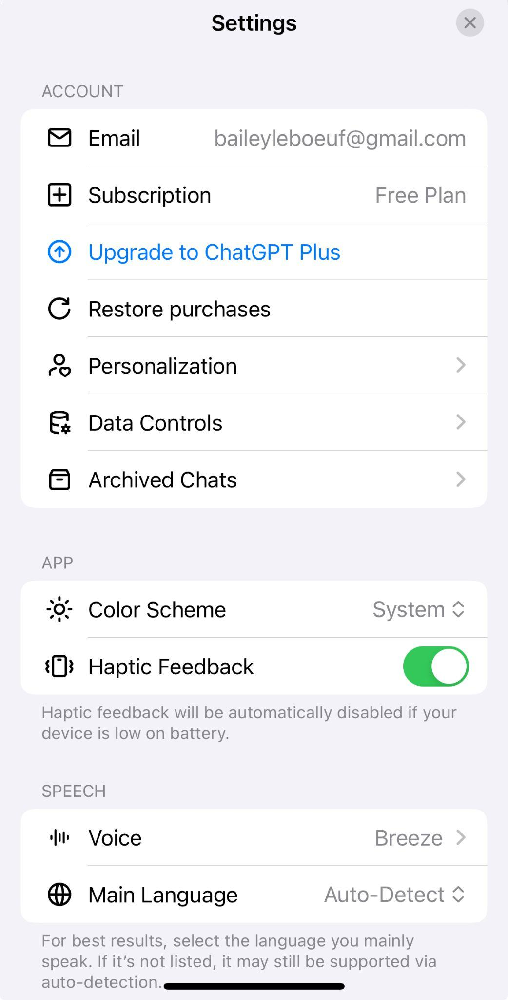 Settings
ACCOUNT
Email baileyleboeuf@gmail.com
Subscription Free Plan
Upgrade to ChatGPT Plus
Restore purchases
Personalization
Data Controls
Archived Chats
APP
Color Scheme System
Haptic Feedback
Haptic feedback will be automatically disabled if your
device is low on battery.
SPEECH
Voice Breeze
Main Language Auto-Detect
For best results, select the language you mainly
speak. If it’s not listed, it may still be supported via
auto-detection.